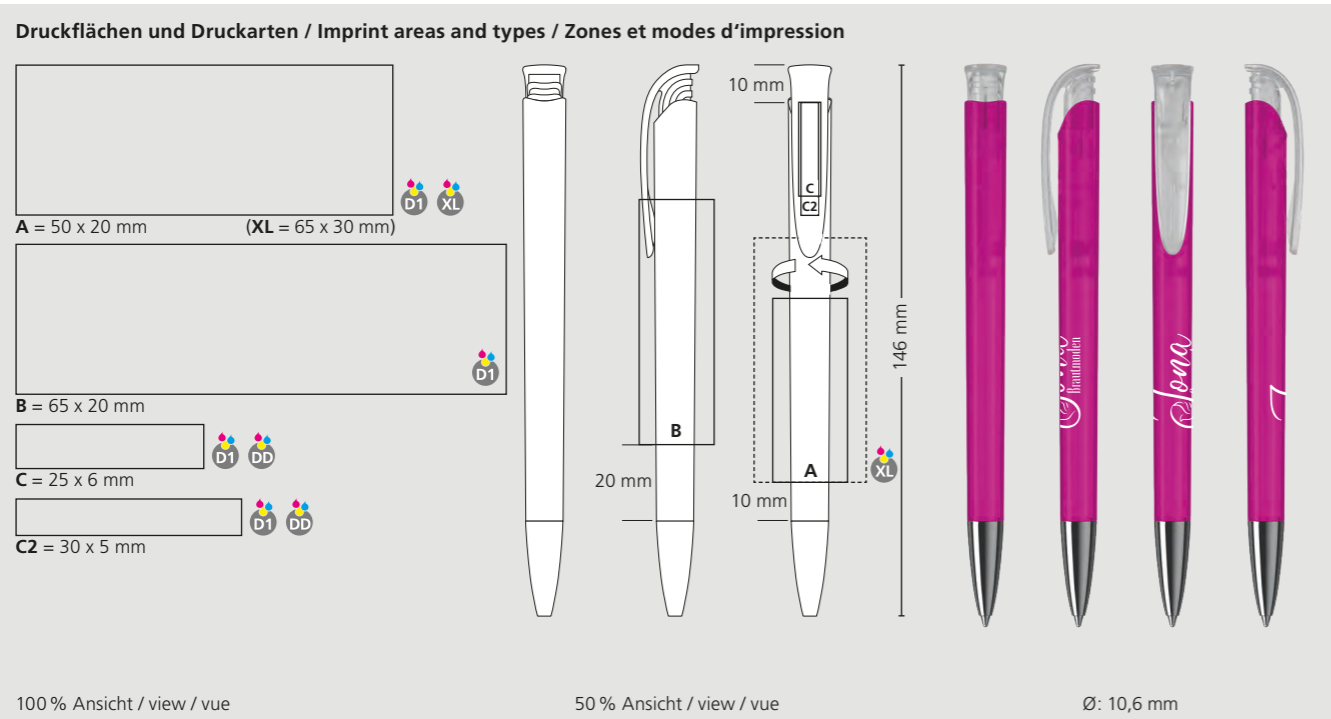 Druckflächen und Druckarten / Imprint areas and types / Zones et modes d‘impression
D1 XL
A = 50 x 20 mm (XL = 65 x 30 mm)
D1
B = 65 x 20 mm
D1 DD
C = 25 x 6 mm
D1 DD
C2 = 30 x 5 mm
10 mm
C
C2
146 mm
B
A
XL
20 mm
10 mm
Brautmoden
Jona
100 % Ansicht / view / vue
50 % Ansicht / view / vue
Ø: 10,6 mm